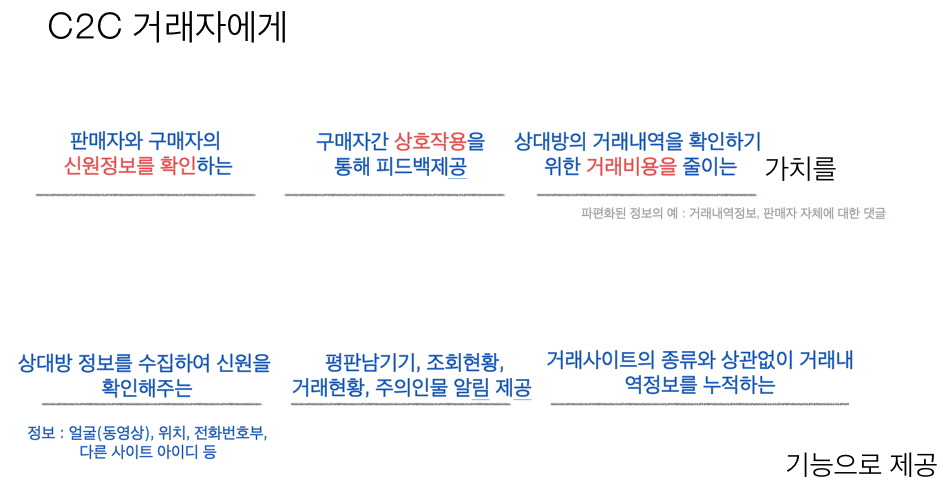 C2C 거래자에게
판매자와 구매자의
신원정보를 확인하는
구매자간 상호작용을
통해 피드백제공
상대방의 거래내역을 확인하기
위한 거래비용을 줄이는
가치를
파편화된 정보의 예 : 거래내역정보, 판매자 자체에 대한 댓글
상대방 정보를 수집하여 신원을
확인해주는
정보 : 얼굴(동영상), 위치, 전화번호부,
다른 사이트 아이디 등
평판남기기, 조회현황,
거래현황, 주의인물 알림 제공
거래사이트의 종류와 상관없이 거래내
역정보를 누적하는
기능으로 제공